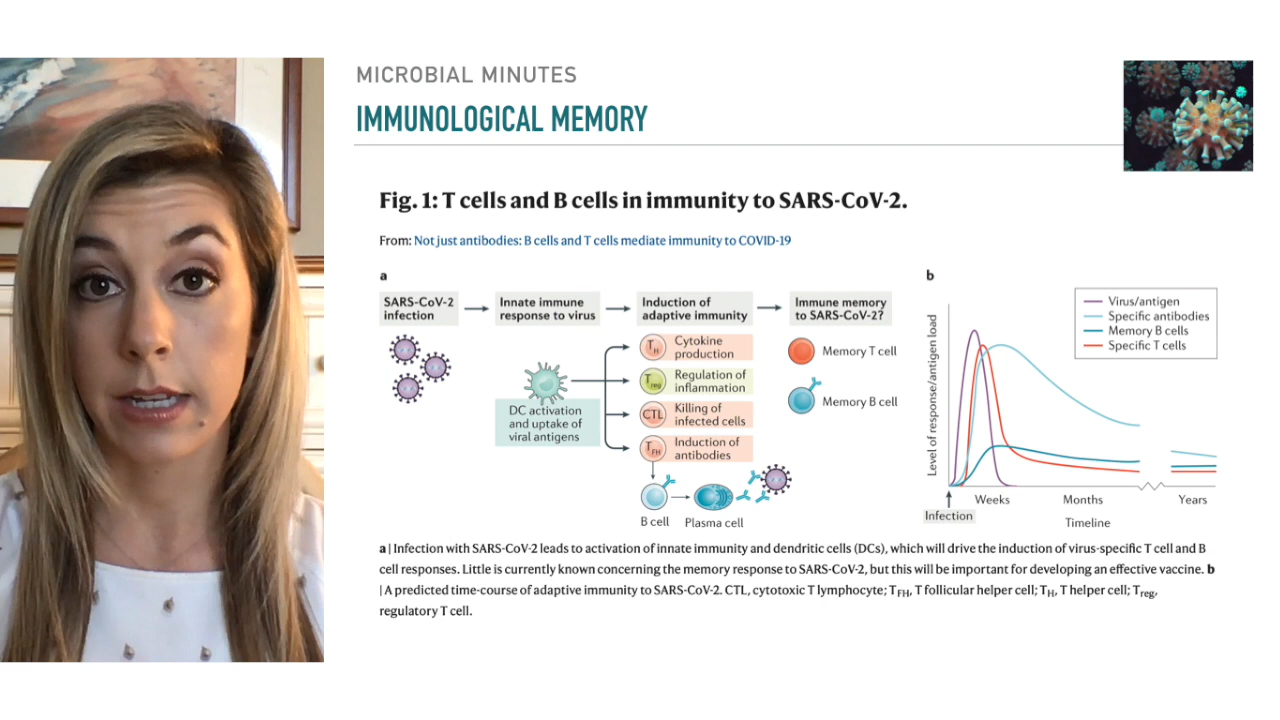 MICROBIAL MINUTES
IMMUNOLOGICAL MEMORY
Fig. 1: T cells and B cells in immunity to SARS-CoV-2.
From: Not just antibodies: B cells and T cells mediate immunity to COVID-19
a
SARS-CoV-2
infection
Innate immune
response to virus
Induction of
adaptive immunity
Immune memory
to SARS-CoV-2?
DC activation
and uptake of
viral antigens
TH
Cytokine
production
Treg
Regulation of
inflammation
CTL
Killing of
infected cells
TFH
Induction of
antibodies
B cell
Plasma cell
Memory T cell
Memory B cell
b
Level of response/antigen load
Virus/antigen
Specific antibodies
Memory B cells
Specific T cells
Weeks
Months
Years
Infection
Timeline
a | Infection with SARS-CoV-2 leads to activation of innate immunity and dendritic cells (DCs), which will drive the induction of virus-specific T cell and B
cell responses. Little is currently known concerning the memory response to SARS-CoV-2, but this will be important for developing an effective vaccine. b
| A predicted time-course of adaptive immunity to SARS-CoV-2. CTL, cytotoxic T lymphocyte; TFH, T follicular helper cell; TH, T helper cell; Treg,
regulatory T cell.